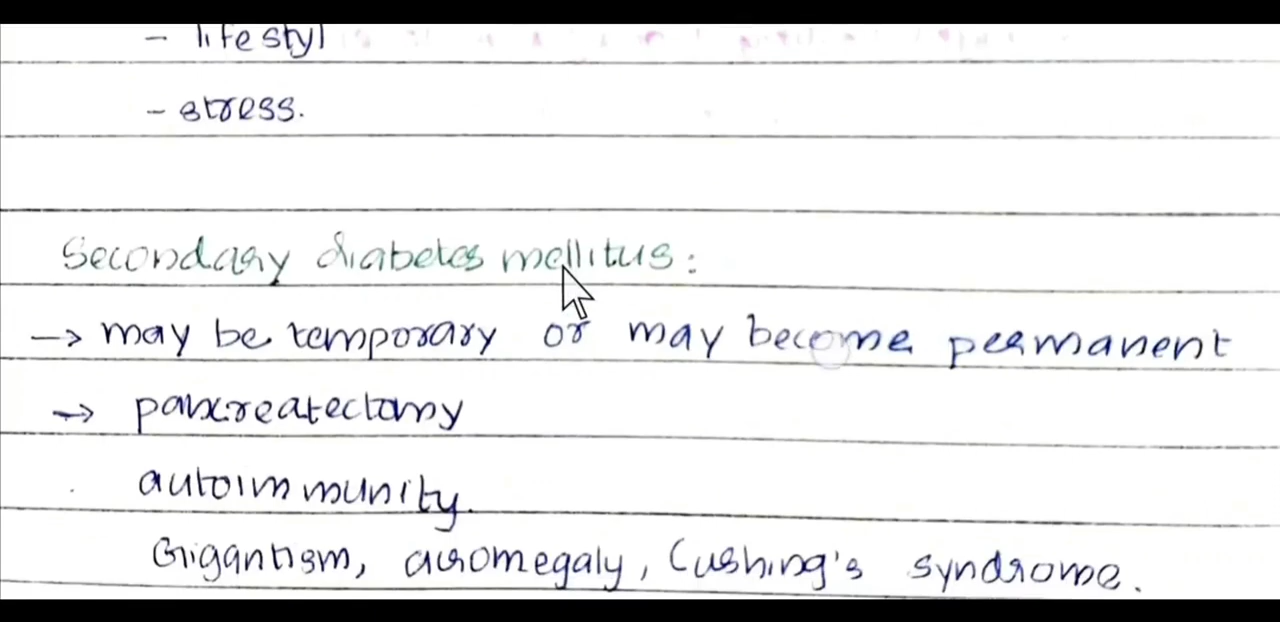 - lifestyl
- stress.
Secondary diabetes mellitus:
→ may be temporary or may become permanent
→ pancreatectomy
autoimmunity.
Gigantism, acromegaly, Cushing's syndrome.